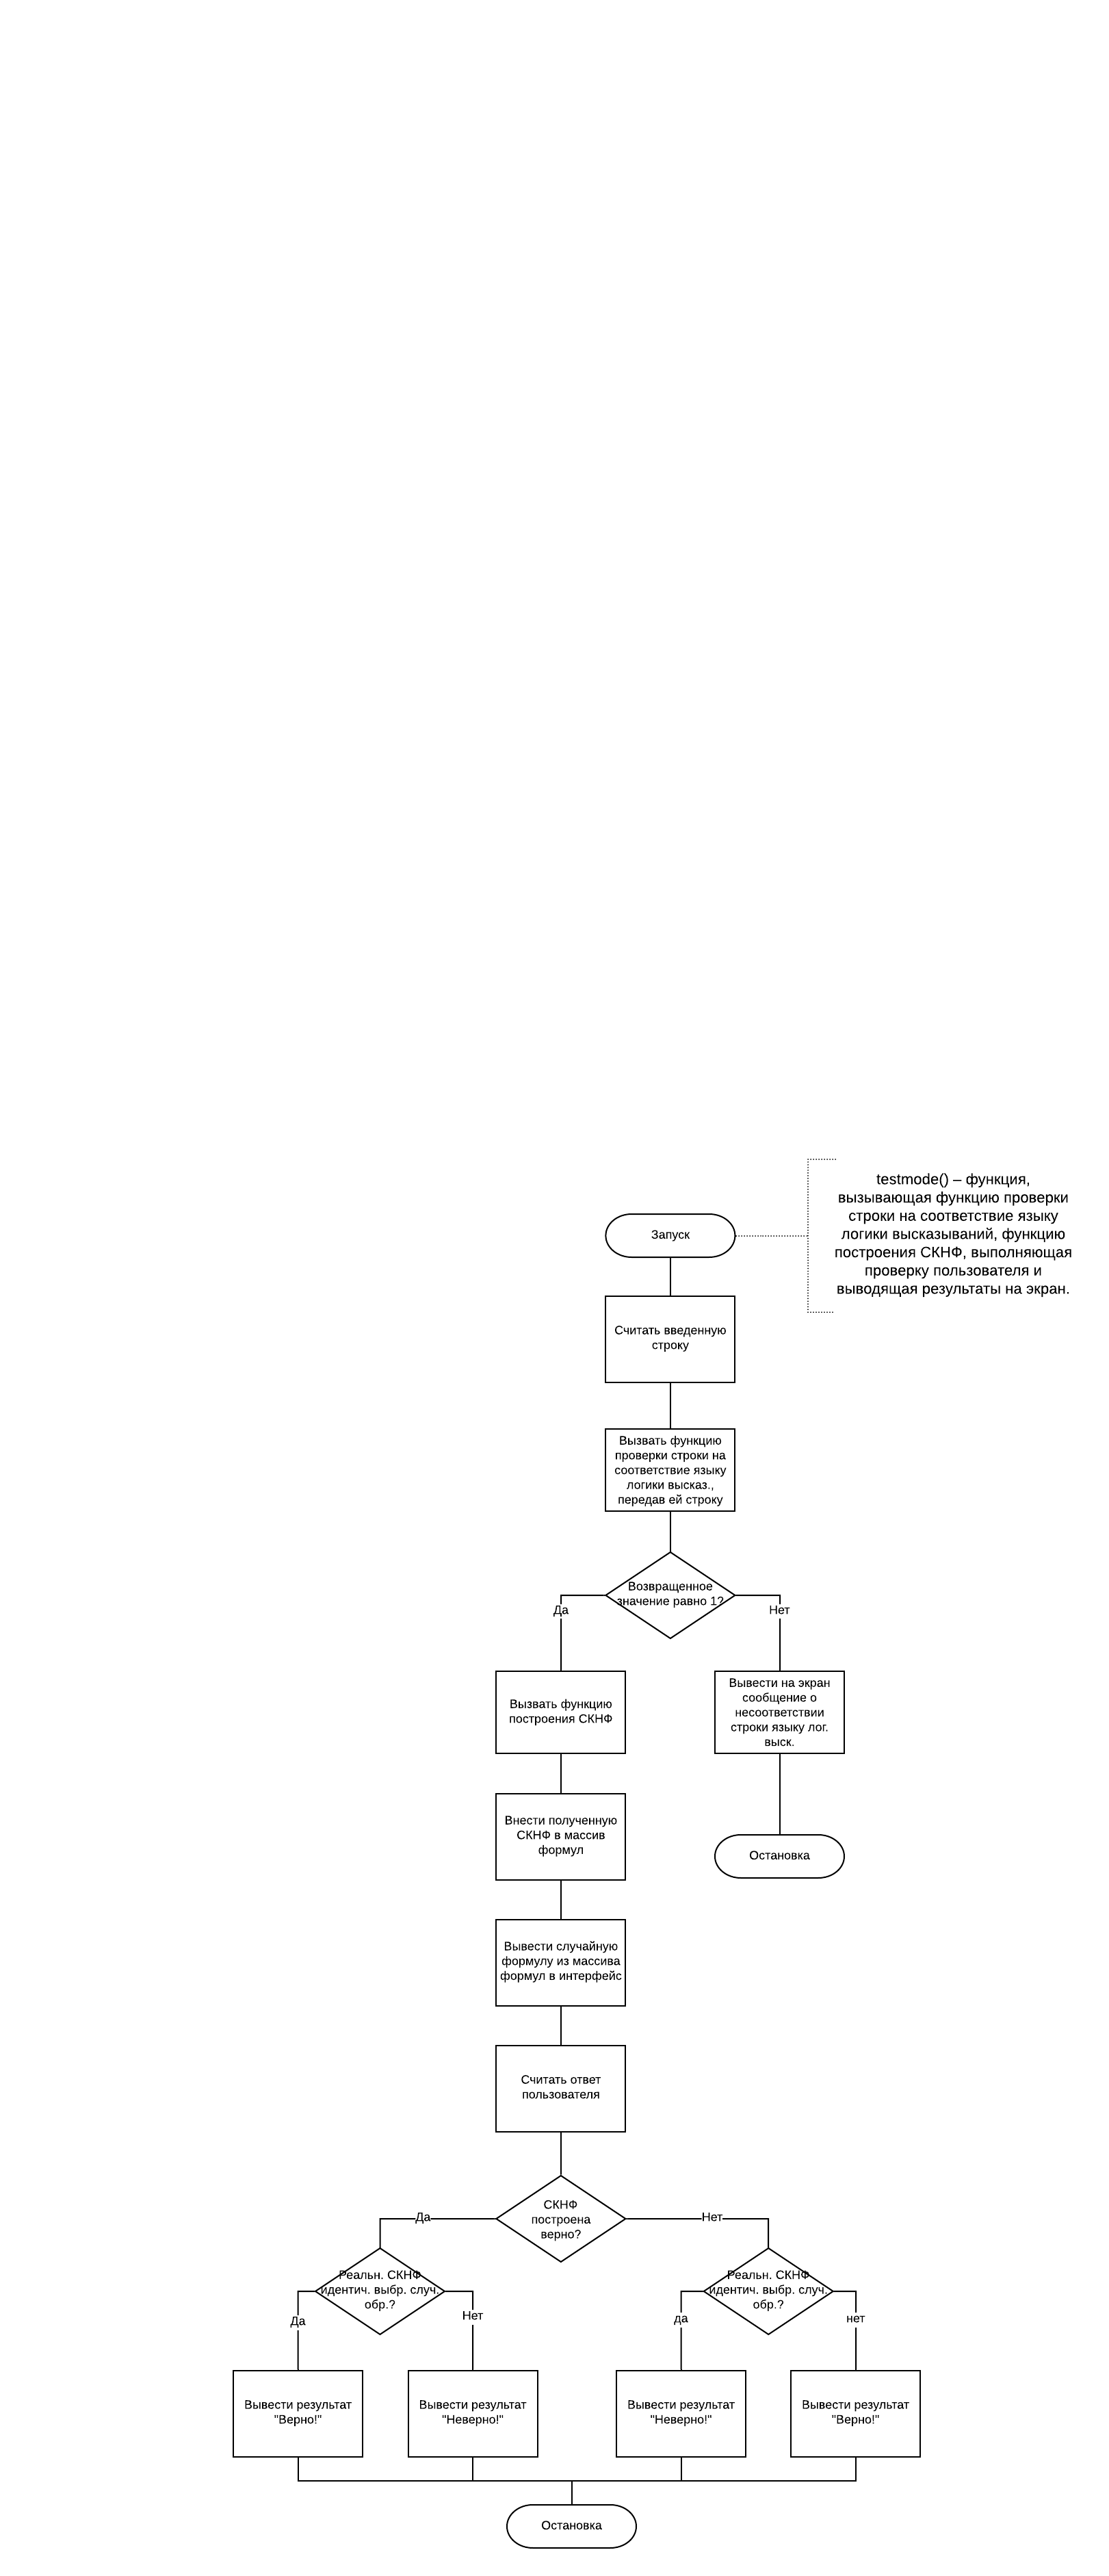 testmode() – функция,
вызывающая функцию проверки
строки на соответствие языку
логики высказываний, функцию
построения СКНФ, выполняющая
проверку пользователя и
выводящая результаты на экран.
Запуск
Считать введенную
строку
Вызвать функцию
проверки строки на
соответствие языку
логики высказ.,
передав ей строку
Возвращенное
значение равно 1?
Да
Нет
Вызвать функцию
построения СКНФ
Вывести на экран
сообщение о
несоответствии
строки языку лог.
выск.
Внести полученную
СКНФ в массив
формул
Остановка
Вывести случайную
формулу из массива
формул в интерфейс
Считать ответ
пользователя
СКНФ
построена
верно?
Да
Нет
Реальн. СКНФ
идентич. выбр. случ.
обр.?
Реальн. СКНФ
идентич. выбр. случ.
обр.?
Да
Нет
да
нет
Вывести результат
"Верно!"
Вывести результат
"Неверно!"
Вывести результат
"Неверно!"
Вывести результат
"Верно!"
Остановка